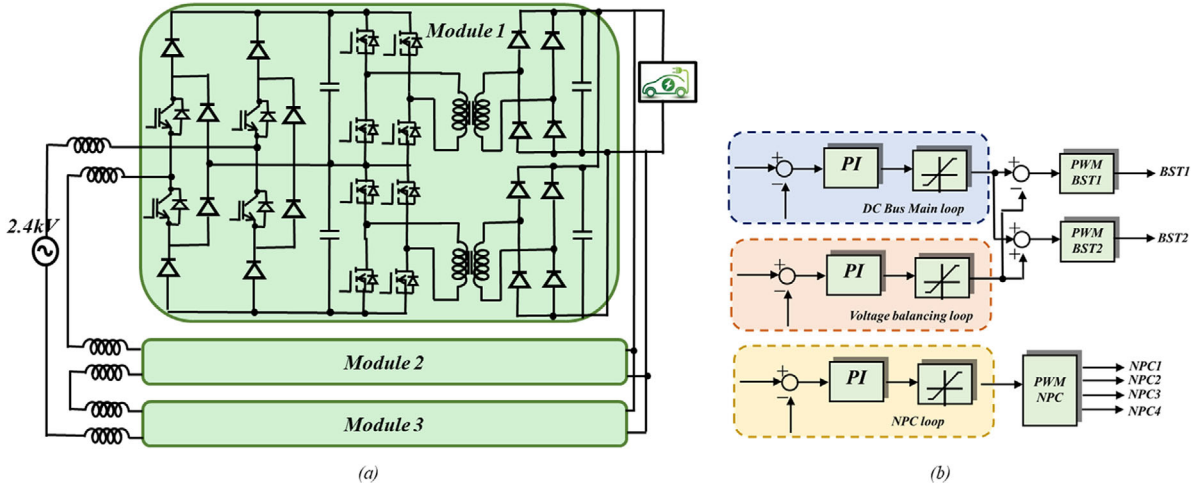 Module 1
2.4kV
Module 2
Module 3
(a)
PI
DC Bus Main loop
PI
Voltage balancing loop
PI
NPC loop
PWM
BST1
BST1
PWM
BST2
BST2
PWM
NPC
NPC1
NPC2
NPC3
NPC4
(b)